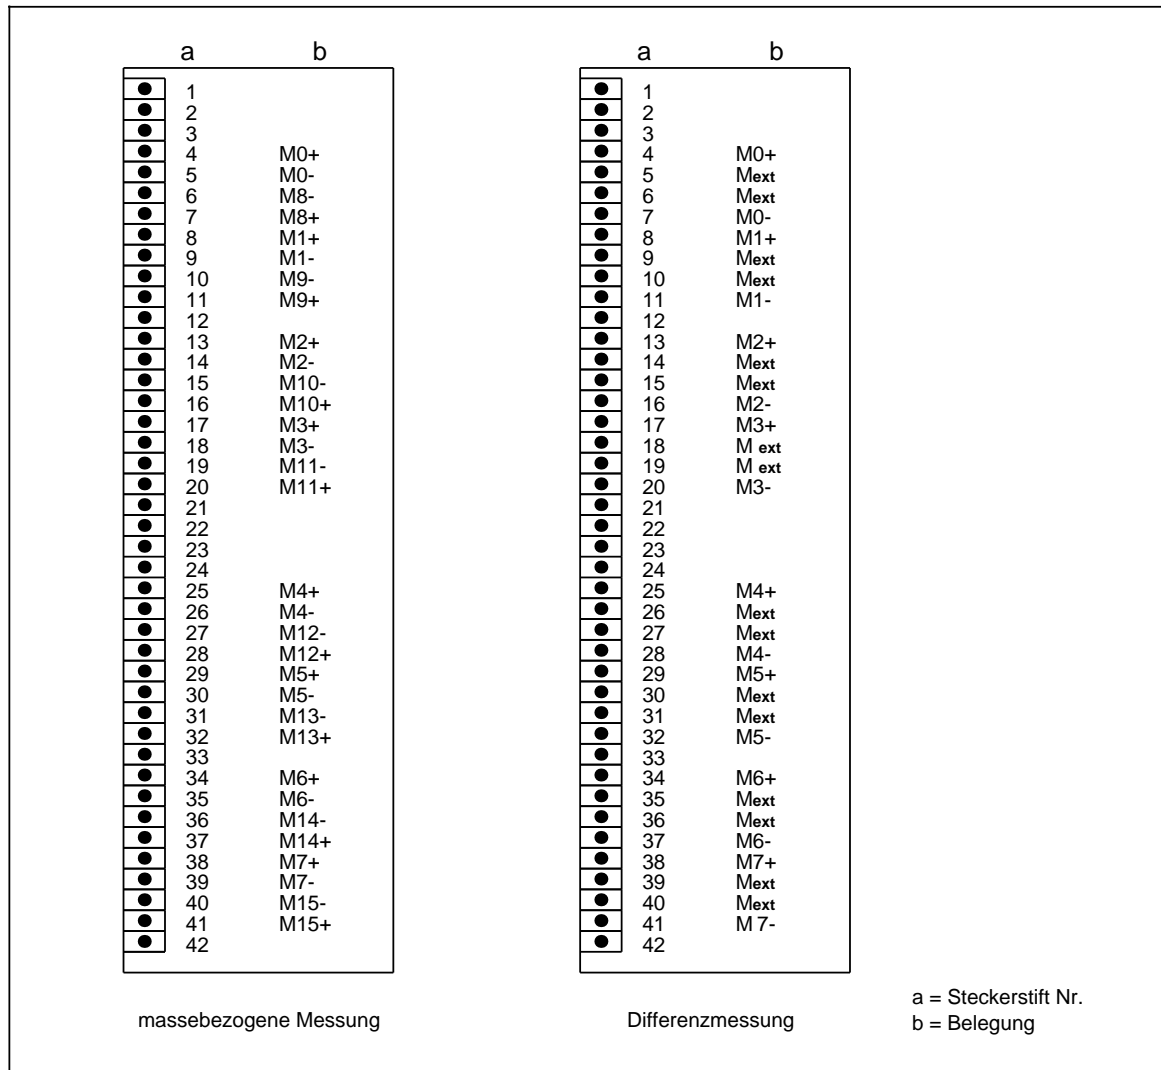 a b
1
2
3
4 M0+
5 M0-
6 M8-
7 M8+
8 M1+
9 M1-
10 M9-
11 M9+
12
13 M2+
14 M2-
15 M10-
16 M10+
17 M3+
18 M3-
19 M11-
20 M11+
21
22
23
24
25 M4+
26 M4-
27 M12-
28 M12+
29 M5+
30 M5-
31 M13-
32 M13+
33
34 M6+
35 M6-
36 M14-
37 M14+
38 M7+
39 M7-
40 M15-
41 M15+
42
massebezogene Messung
a b
1
2
3
4 M0+
5 Mext
6 Mext
7 M0-
8 M1+
9 Mext
10 Mext
11 M1-
12
13 M2+
14 Mext
15 Mext
16 M2-
17 M3+
18 M ext
19 M ext
20 M3-
21
22
23
24
25 M4+
26 Mext
27 Mext
28 M4-
29 M5+
30 Mext
31 Mext
32 M5-
33
34 M6+
35 Mext
36 Mext
37 M6-
38 M7+
39 Mext
40 Mext
41 M 7-
42
Differenzmessung
a = Steckerstift Nr.
b = Belegung